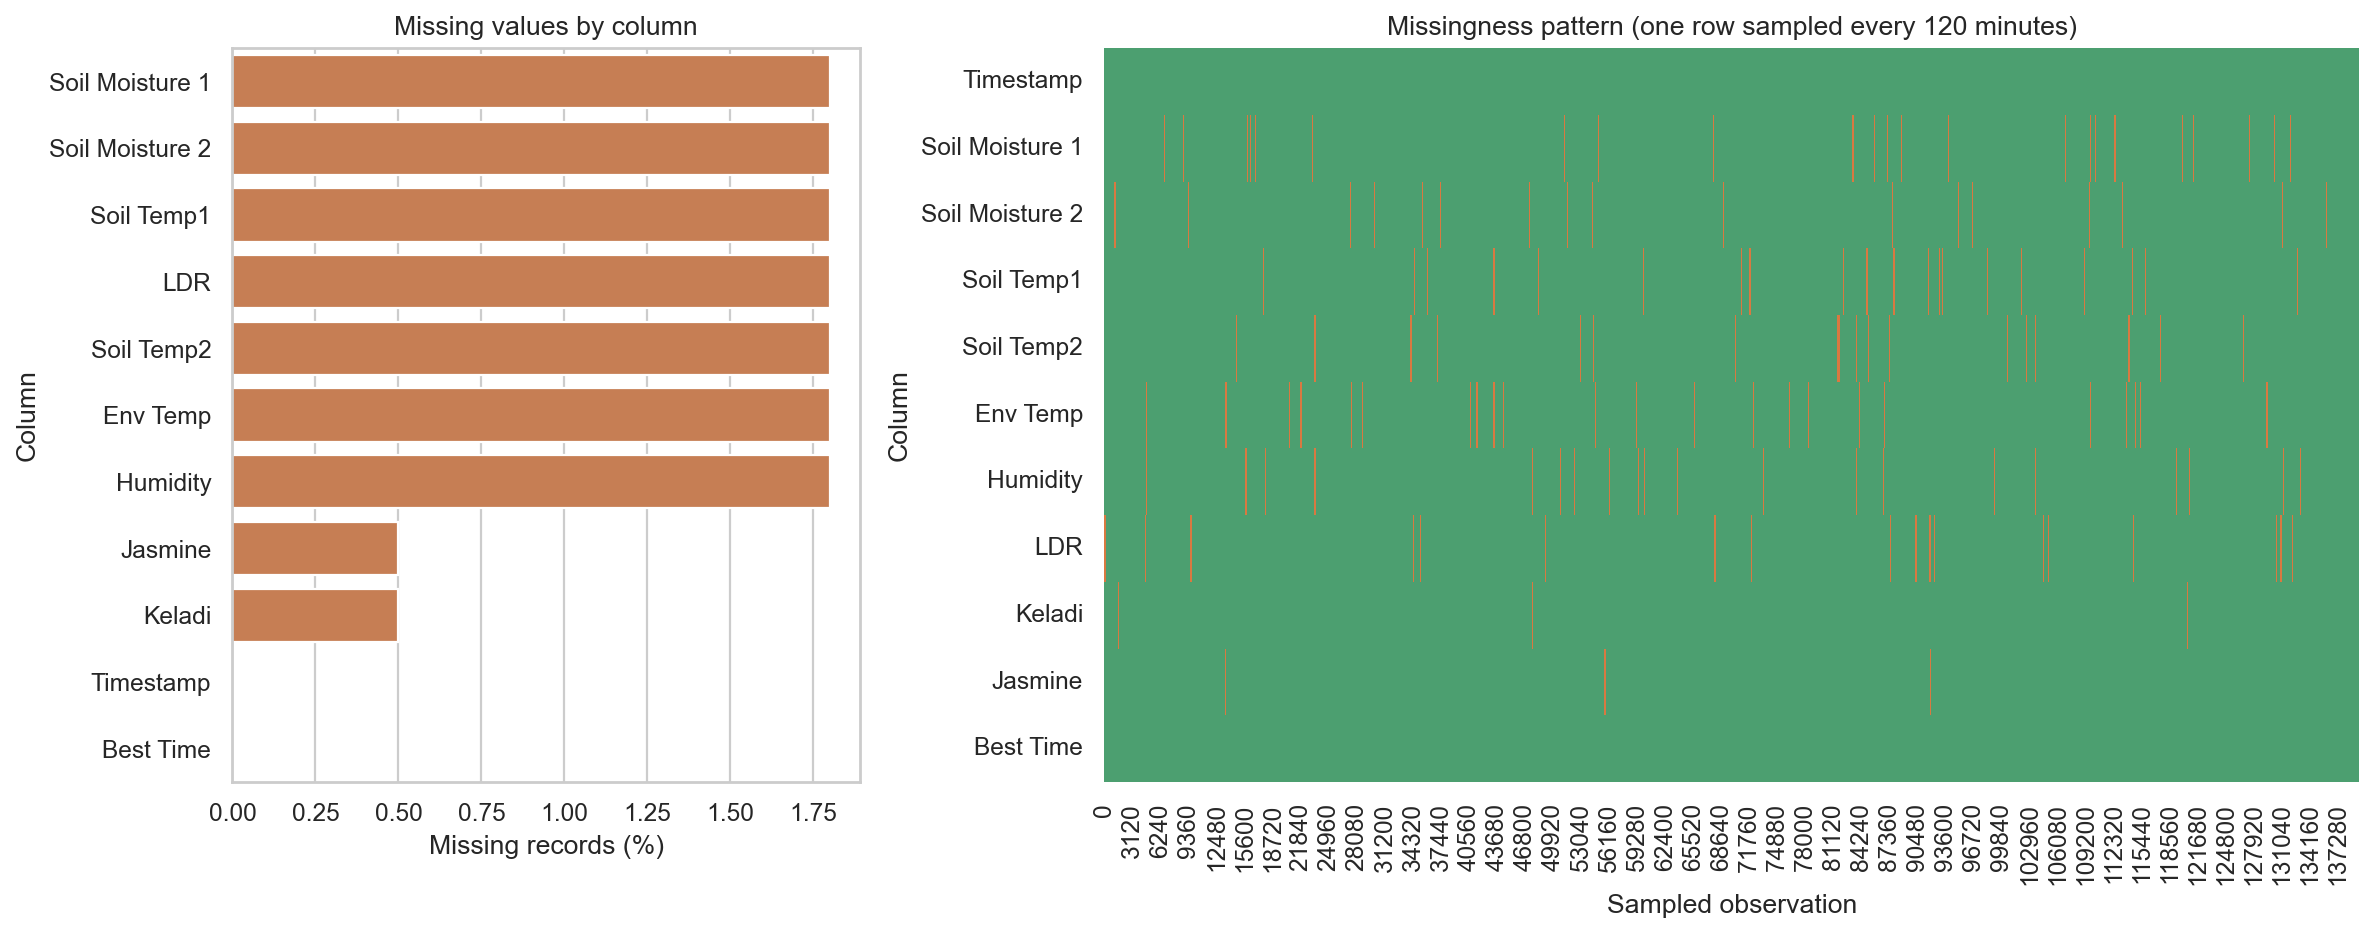 Missing values by column
Column
Soil Moisture 1
Soil Moisture 2
Soil Temp1
LDR
Soil Temp2
Env Temp
Humidity
Jasmine
Keladi
Timestamp
Best Time
0.00 0.25 0.50 0.75 1.00 1.25 1.50 1.75
Missing records (%)
Missingness pattern (one row sampled every 120 minutes)
Column
Timestamp
Soil Moisture 1
Soil Moisture 2
Soil Temp1
Soil Temp2
Env Temp
Humidity
LDR
Keladi
Jasmine
Best Time
0 3120 6240 9360 12480 15600 18720 21840 24960 28080 31200 34320 37440 40560 43680 46800 49920 53040 56160 59280 62400 65520 68640 71760 74880 78000 81120 84240 87360 90480 93600 96720 99840 102960 106080 109200 112320 115440 118560 121680 124800 127920 131040 134160 137280
Sampled observation